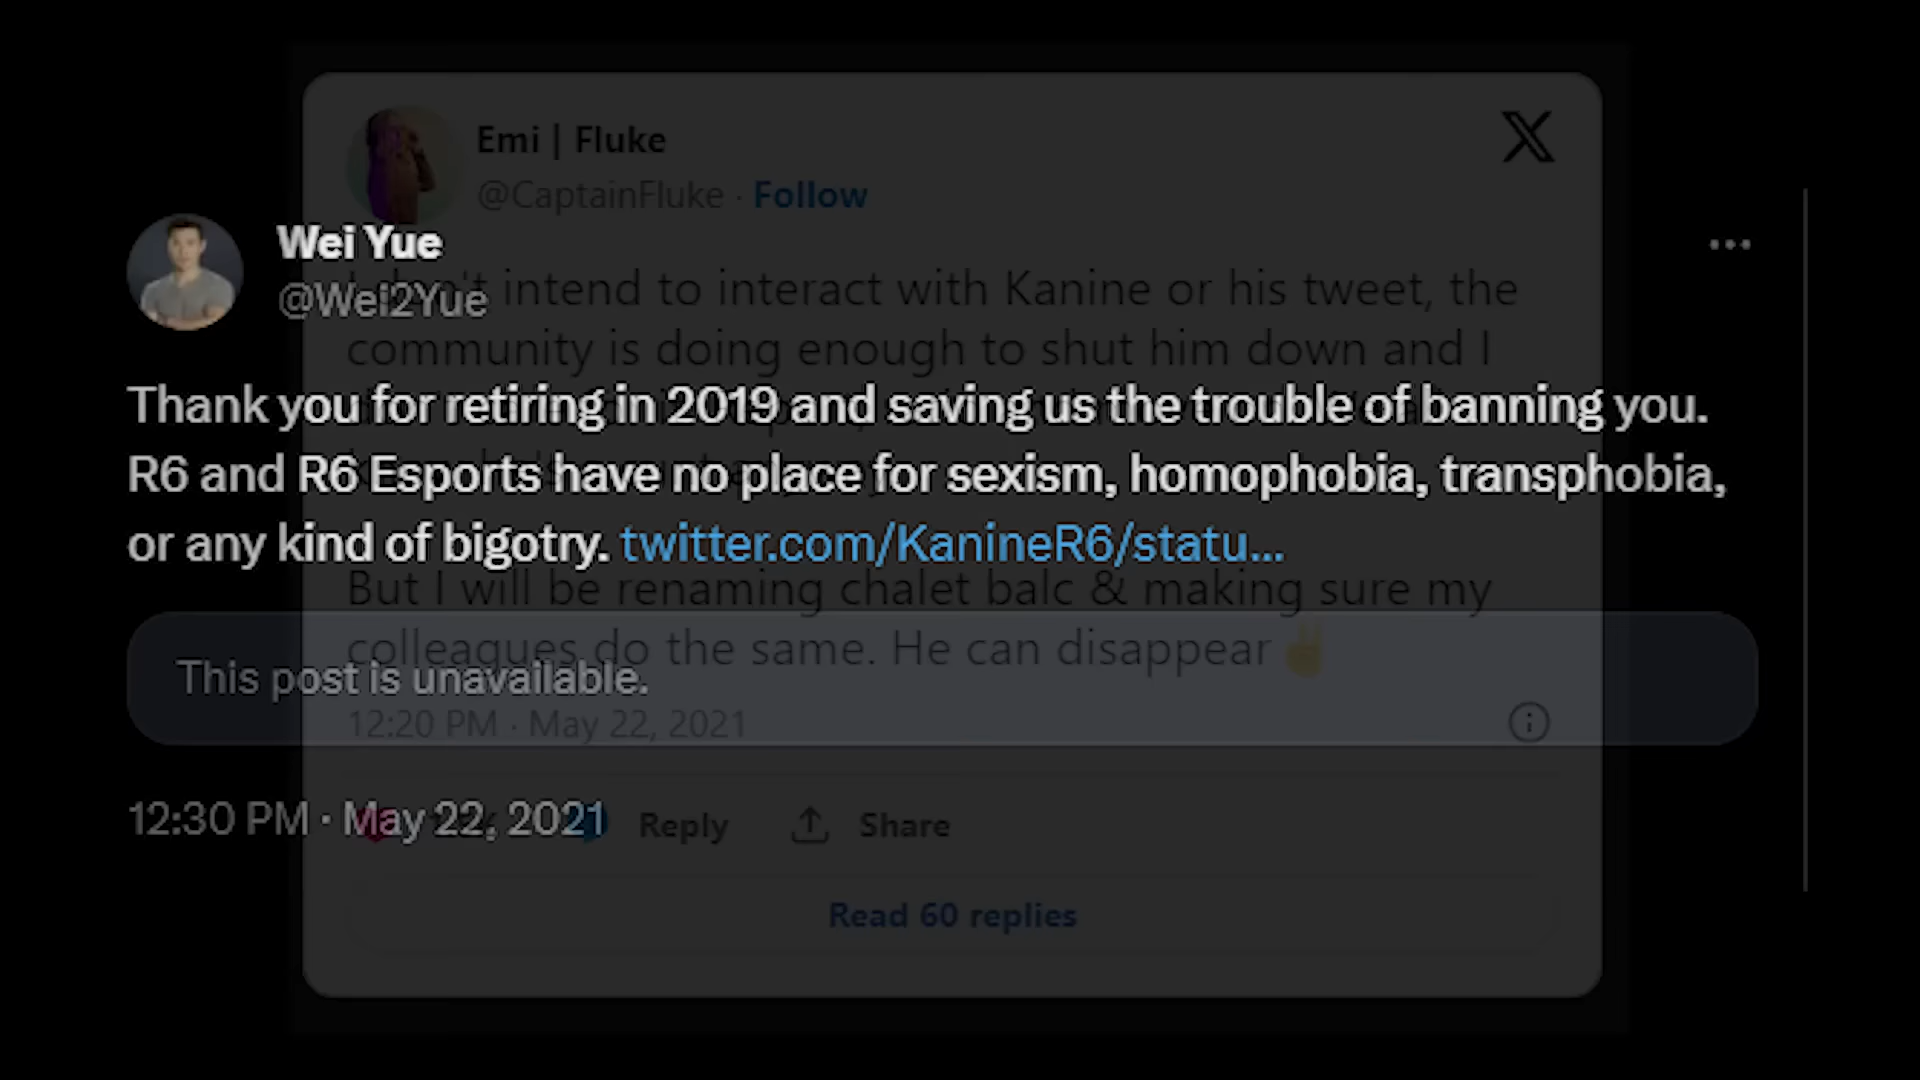 Emi | Fluke
@CaptainFluke · Follow
intend to interact with Kanine or his tweet, the
community is doing enough to shut him down and I
But I will be renaming chalet balc & making sure my
colleagues do the same. He can disappear ✌
12:20 PM · May 22, 2021
Reply Share
Read 60 replies
Wei Yue
@Wei2Yue
Thank you for retiring in 2019 and saving us the trouble of banning you.
R6 and R6 Esports have no place for sexism, homophobia, transphobia,
or any kind of bigotry. twitter.com/KanineR6/statu...
This post is unavailable.
12:30 PM · May 22, 2021